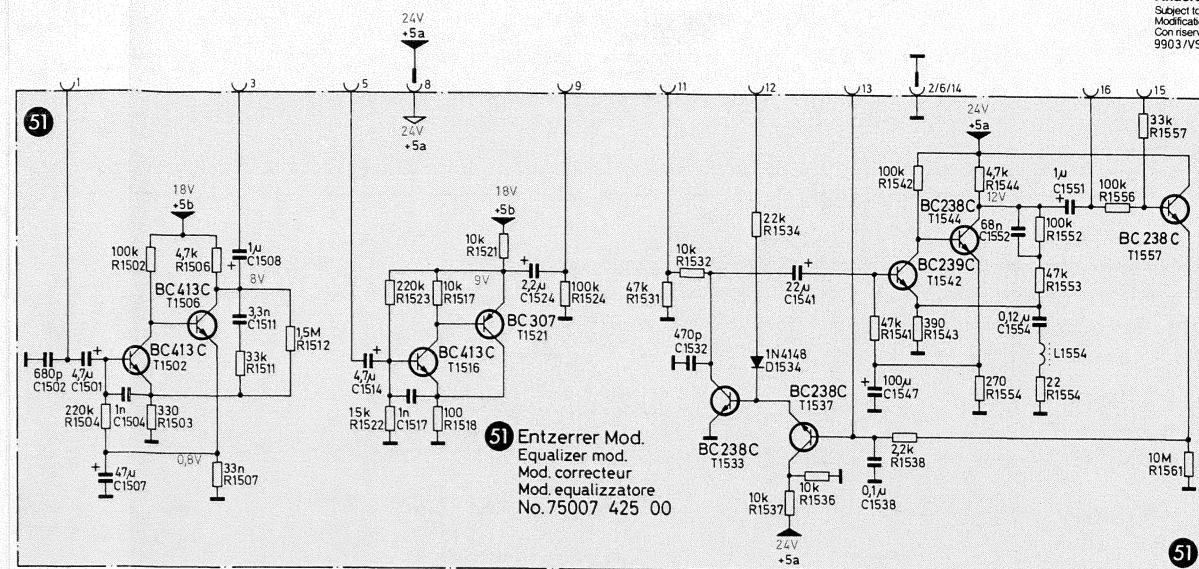 Subject to
Modificati
Con riser
9903/VS
24V
+5a
1
3
5
8
9
11
12
13
2/6/14
16
15
51
24V
+5a
24V
+5a
33k
R1557
18V
+5b
18V
+5b
100k
R1502
4,7k
R1506
1µ
C1508
8V
BC413C
T1506
3,3n
C1511
1,5M
R1512
33k
R1511
BC413C
T1502
680p
C1502
4,7µ
C1501
220k
R1504
1n
C1504
330
R1503
0,8V
47µ
C1507
33n
R1507
10k
R1521
9V
220k
R1523
10k
R1517
2,2µ
C1524
100k
R1524
BC307
T1521
BC413C
T1516
4,7µ
C1514
15k
R1522
1n
C1517
100
R1518
51 Entzerrer Mod.
Equalizer mod.
Mod. correcteur
Mod. equalizzatore
No.75007 425 00
10k
R1532
47k
R1531
470p
C1532
22k
R1534
22µ
C1541
1N4148
D1534
BC238C
T1537
BC238C
T1533
10k
R1537
10k
R1536
24V
+5a
0,1µ
C1538
2,2k
R1538
100k
R1542
4,7k
R1544
12V
BC238C
T1544
68n
C1552
1µ
C1551
100k
R1556
100k
R1552
BC238C
T1557
BC239C
T1542
47k
R1553
47k
R1541
390
R1543
0,12µ
C1554
L1554
100µ
C1547
270
R1554
22
R1554
10M
R1561
51